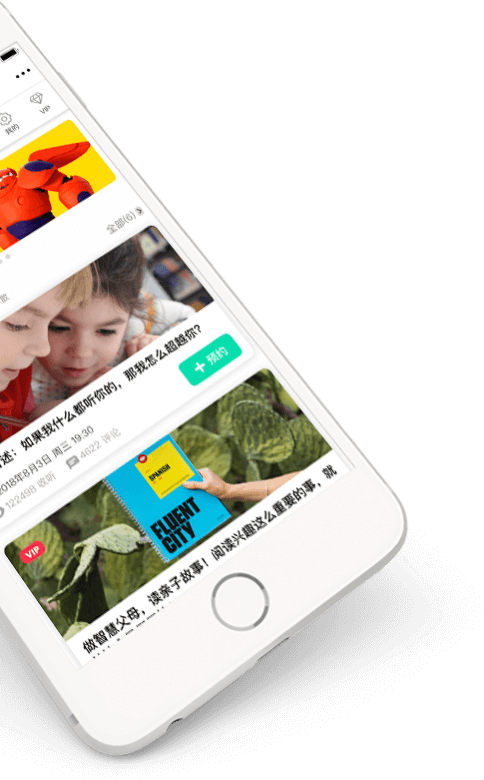 我的
VIP
全部(6)
述：如果我什么都听你的，那我怎么超越你？
2018年8月3日 周三 19:30
12249B 收听
4622 评论
预约
SPANISH
FLUENT
CITY
VIP
做智慧父母，读亲子故事！阅读兴趣这么重要的事，就